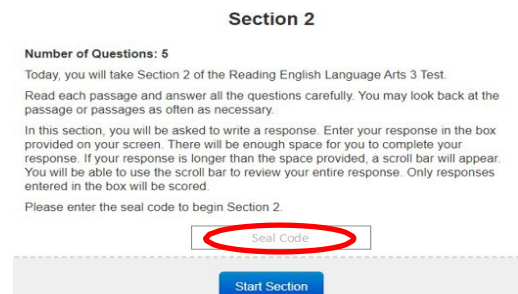 Section 2
Number of Questions: 5
Today, you will take Section 2 of the Reading English Language Arts 3 Test.
Read each passage and answer all the questions carefully. You may look back at the
passage or passages as often as necessary.
In this section, you will be asked to write a response. Enter your response in the box
provided on your screen. There will be enough space for you to complete your
response. If your response is longer than the space provided, a scroll bar will appear.
You will be able to use the scroll bar to review your entire response. Only responses
entered in the box will be scored.
Please enter the seal code to begin Section 2.
Seal Code
Start Section